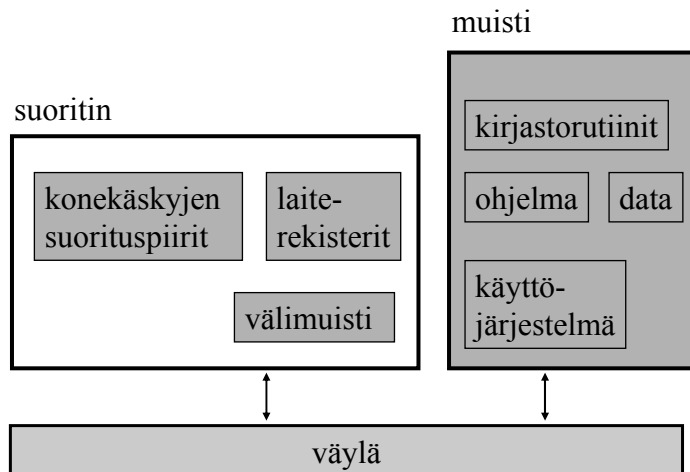 muisti
suoritin
kirjastorutiinit
konekäskyjen
suorituspiirit
laite-
rekisterit
ohjelma
data
välimuisti
käyttö-
järjestelmä
väylä